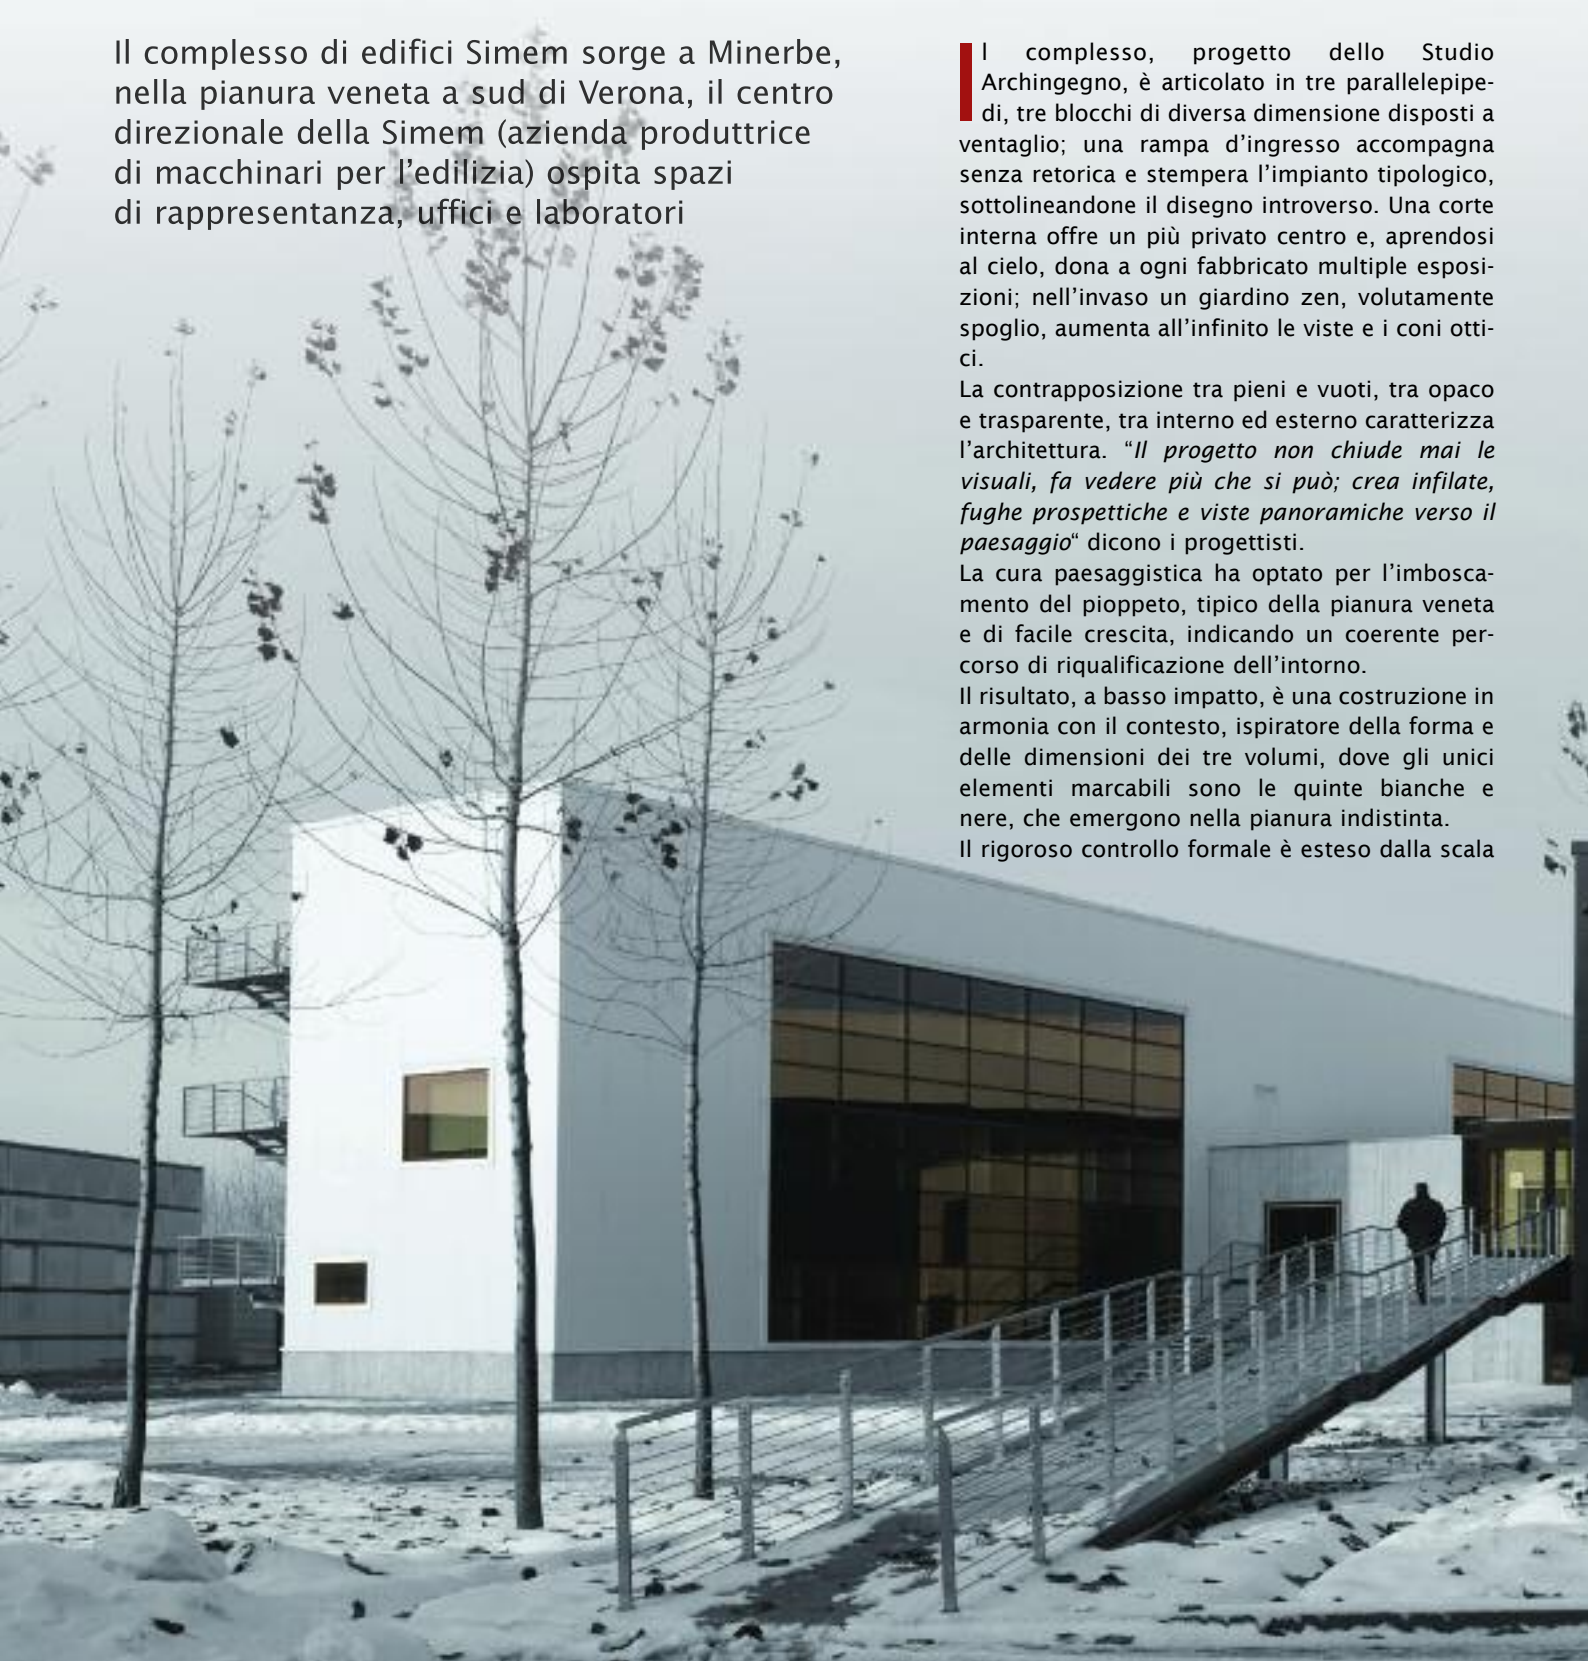 Il complesso di edifici Simem sorge a Minerbe,
nella pianura veneta a sud di Verona, il centro
direzionale della Simem (azienda produttrice
di macchinari per l’edilizia) ospita spazi
di rappresentanza, uffici e laboratori
Il complesso, progetto dello Studio
Archingegno, è articolato in tre parallelepipe-
di, tre blocchi di diversa dimensione disposti a
ventaglio; una rampa d’ingresso accompagna
senza retorica e stempera l’impianto tipologico,
sottolineandone il disegno introverso. Una corte
interna offre un più privato centro e, aprendosi
al cielo, dona a ogni fabbricato multiple esposi-
zioni; nell’invaso un giardino zen, volutamente
spoglio, aumenta all’infinito le viste e i coni otti-
ci.
La contrapposizione tra pieni e vuoti, tra opaco
e trasparente, tra interno ed esterno caratterizza
l’architettura. “Il progetto non chiude mai le
visuali, fa vedere più che si può; crea infilate,
fughe prospettiche e viste panoramiche verso il
paesaggio“ dicono i progettisti.
La cura paesaggistica ha optato per l’imbosca-
mento del pioppeto, tipico della pianura veneta
e di facile crescita, indicando un coerente per-
corso di riqualificazione dell’intorno.
Il risultato, a basso impatto, è una costruzione in
armonia con il contesto, ispiratore della forma e
delle dimensioni dei tre volumi, dove gli unici
elementi marcabili sono le quinte bianche e
nere, che emergono nella pianura indistinta.
Il rigoroso controllo formale è esteso dalla scala